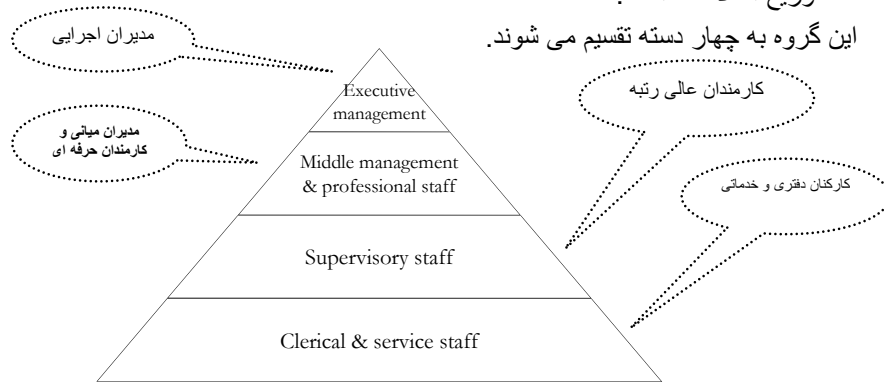 این گروه به چهار دسته تقسیم می شوند.
مدیران اجرایی
کارمندان عالی رتبه
مدیران میانی و
کارمندان حرفه ای
کارکنان دفتری و خدماتی
Executive
management
Middle management
& professional staff
Supervisory staff
Clerical & service staff